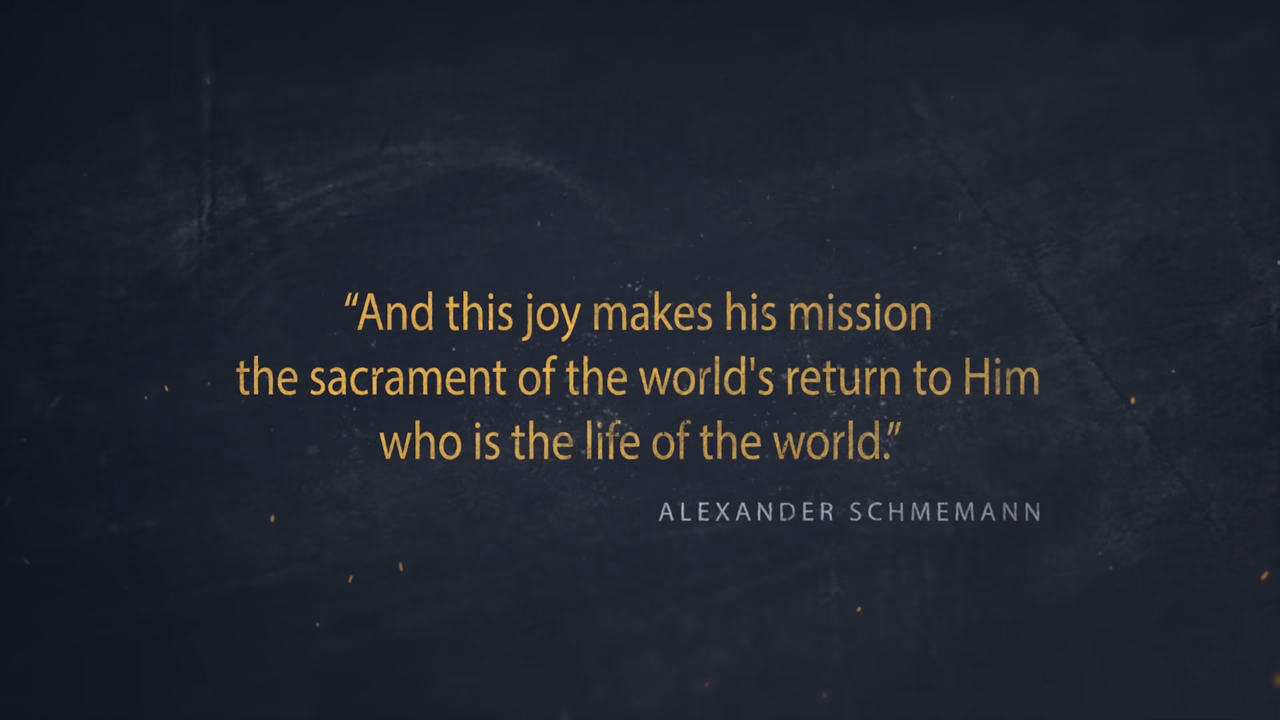 “And this joy makes his mission
the sacrament of the world's return to Him
who is the life of the world.”
ALEXANDER SCHMEMANN